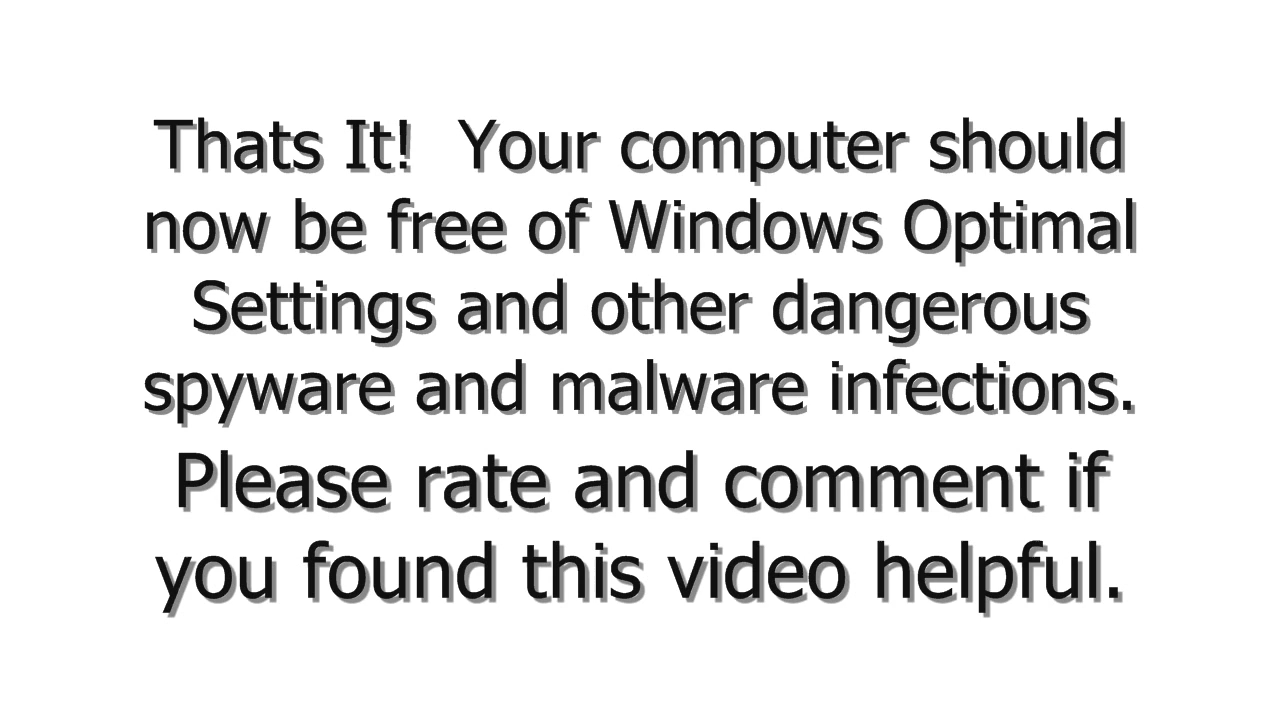 Thats It!  Your computer should
now be free of Windows Optimal
Settings and other dangerous
spyware and malware infections.
Please rate and comment if
you found this video helpful.